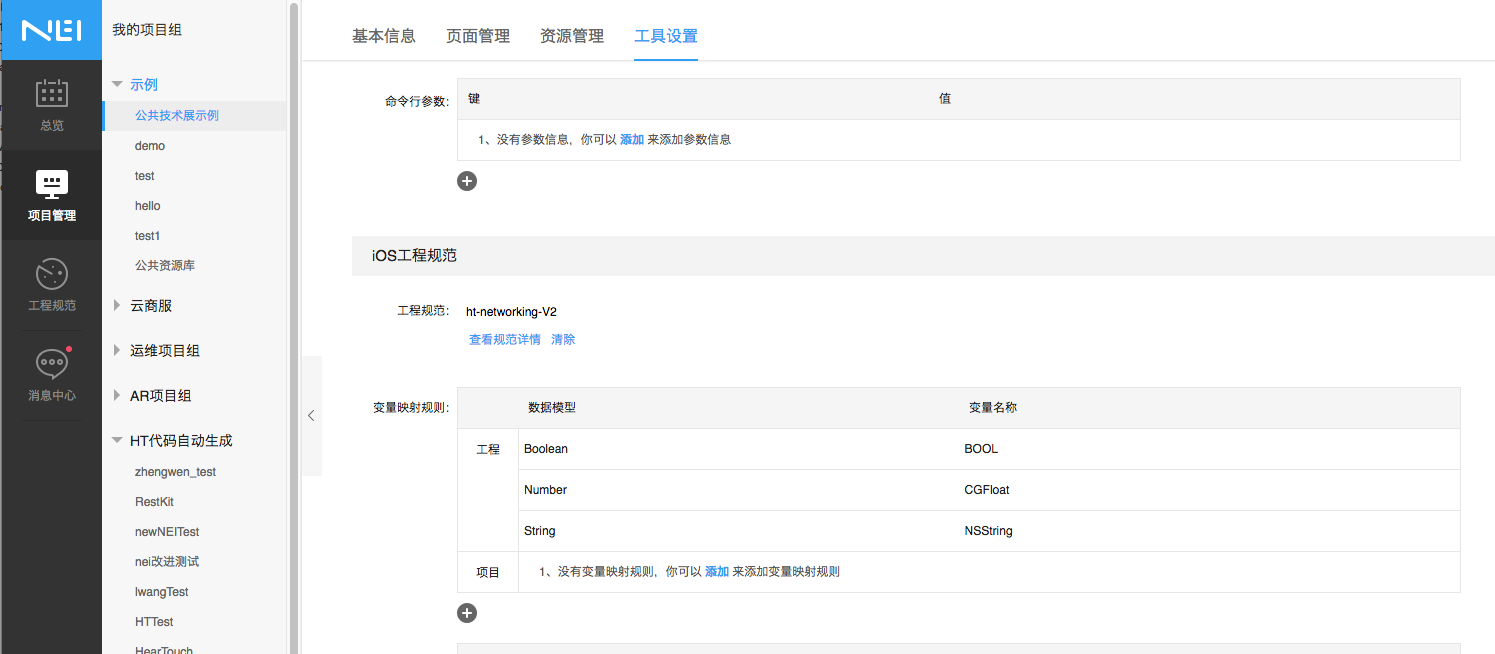 NEI
总览
项目管理
工程规范
消息中心
我的项目组
示例
公共技术展示例
demo
test
hello
test1
公共资源库
云商服
运维项目组
AR项目组
HT代码自动生成
zhengwen_test
RestKit
newNEITest
nei改进测试
lwangTest
HTTest
HearTouch
基本信息 页面管理 资源管理 工具设置
命令行参数: 键 值
1、没有参数信息，你可以 添加 来添加参数信息
iOS工程规范
工程规范: ht-networking-V2
查看规范详情 清除
变量映射规则: 数据模型 变量名称
工程 Boolean BOOL
Number CGFloat
String NSString
项目 1、没有变量映射规则，你可以 添加 来添加变量映射规则